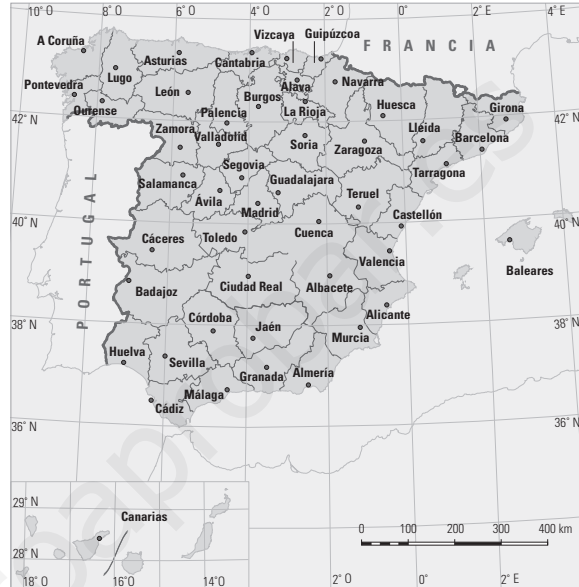 10° O 8° O 6° O 4° O 2° O 0° 2° E 4° E
Vizcaya Guipúzcoa
FRANCIA
A Coruña
Lugo
Asturias
Cantabria
Álava
Navarra
Pontevedra
Ourense
León
Palencia
Burgos
La Rioja
Huesca
Lleida
Girona
42° N
42° N
Zamora
Valladolid
Soria
Zaragoza
Barcelona
Tarragona
Segovia
Salamanca
Ávila
Guadalajara
Madrid
Teruel
Castellón
40° N
40° N
PORTUGAL
Cáceres
Toledo
Cuenca
Valencia
Baleares
Badajoz
Ciudad Real
Albacete
Alicante
38° N
38° N
Córdoba
Jaén
Murcia
Huelva
Sevilla
Granada
Almería
Málaga
Cádiz
36° N
36° N
29° N
28° N
Canarias
18° O 16° O 14° O
0 100 200 300 400 km
2° O 0° 2° E